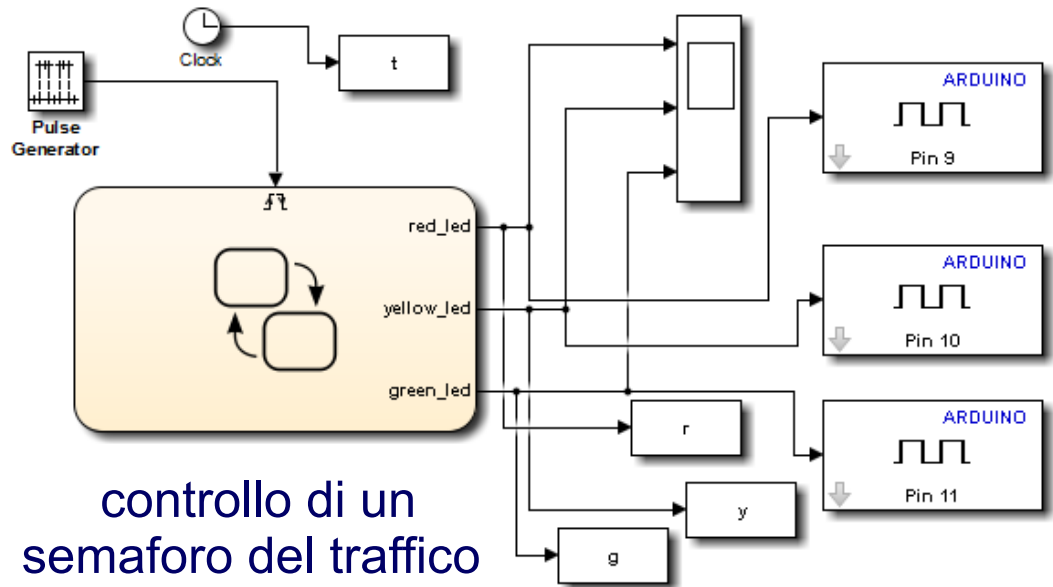 Clock
t
Pulse
Generator
ARDUINO
Pin 9
red_led
ARDUINO
yellow_led
Pin 10
green_led
ARDUINO
r
Pin 11
y
g
controllo di un
semaforo del traffico